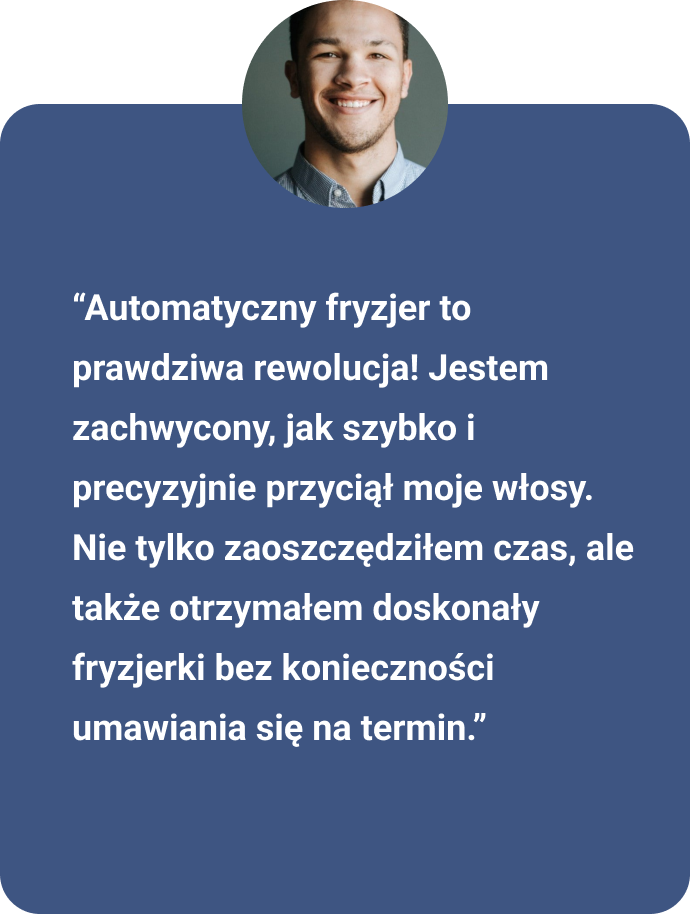 “Automatyczny fryzjer to
prawdziwa rewolucja! Jestem
zachwycony, jak szybko i
precyzyjnie przyciął moje włosy.
Nie tylko zaoszczędziłem czas, ale
także otrzymałem doskonały
fryzjerki bez konieczności
umawiania się na termin.”